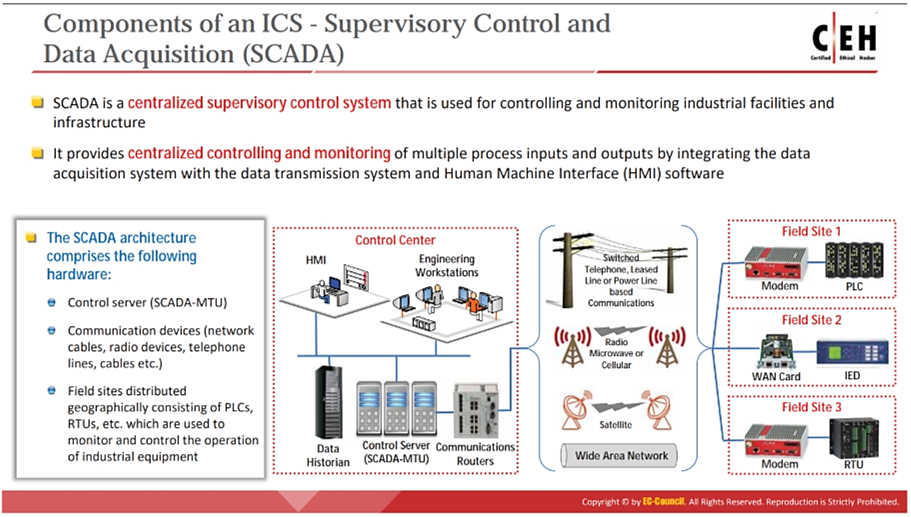 Components of an ICS - Supervisory Control and
Data Acquisition (SCADA)
C|EH
Certified Ethical Hacker
SCADA is a centralized supervisory control system that is used for controlling and monitoring industrial facilities and
infrastructure
It provides centralized controlling and monitoring of multiple process inputs and outputs by integrating the data
acquisition system with the data transmission system and Human Machine Interface (HMI) software
The SCADA architecture
comprises the following
hardware:
Control server (SCADA-MTU)
Communication devices (network
cables, radio devices, telephone
lines, cables etc.)
Field sites distributed
geographically consisting of PLCs,
RTUs, etc. which are used to
monitor and control the operation
of industrial equipment
Control Center
HMI
Engineering
Workstations
Data
Historian
Control Server
(SCADA-MTU)
Communications
Routers
Switched
Telephone, Leased
Line or Power Line
based
Communications
Radio
Microwave or
Cellular
Satellite
Wide Area Network
Field Site 1
Modem
PLC
Field Site 2
WAN Card
IED
Field Site 3
Modem
RTU
Copyright © by EC-Council. All Rights Reserved. Reproduction is Strictly Prohibited.